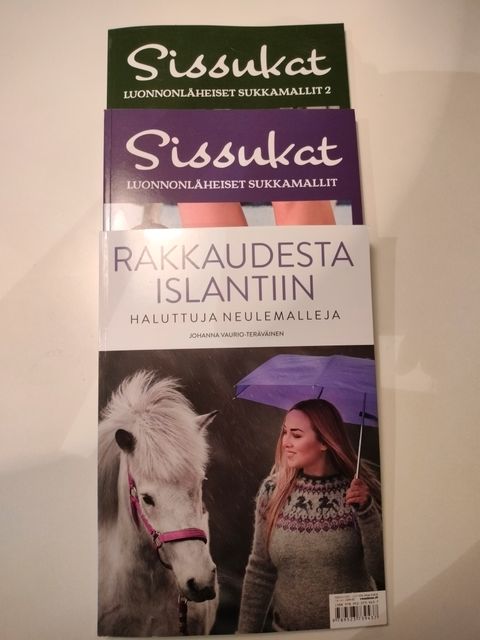 Sissukat
LUONNONLÄHEISET SUKKAMALLIT 2
Sissukat
LUONNONLÄHEISET SUKKAMALLIT
RAKKAUDESTA
ISLANTIIN
HALUTTUJA NEULEMALLEJA
JOHANNA VAURIO-TERÄVÄINEN